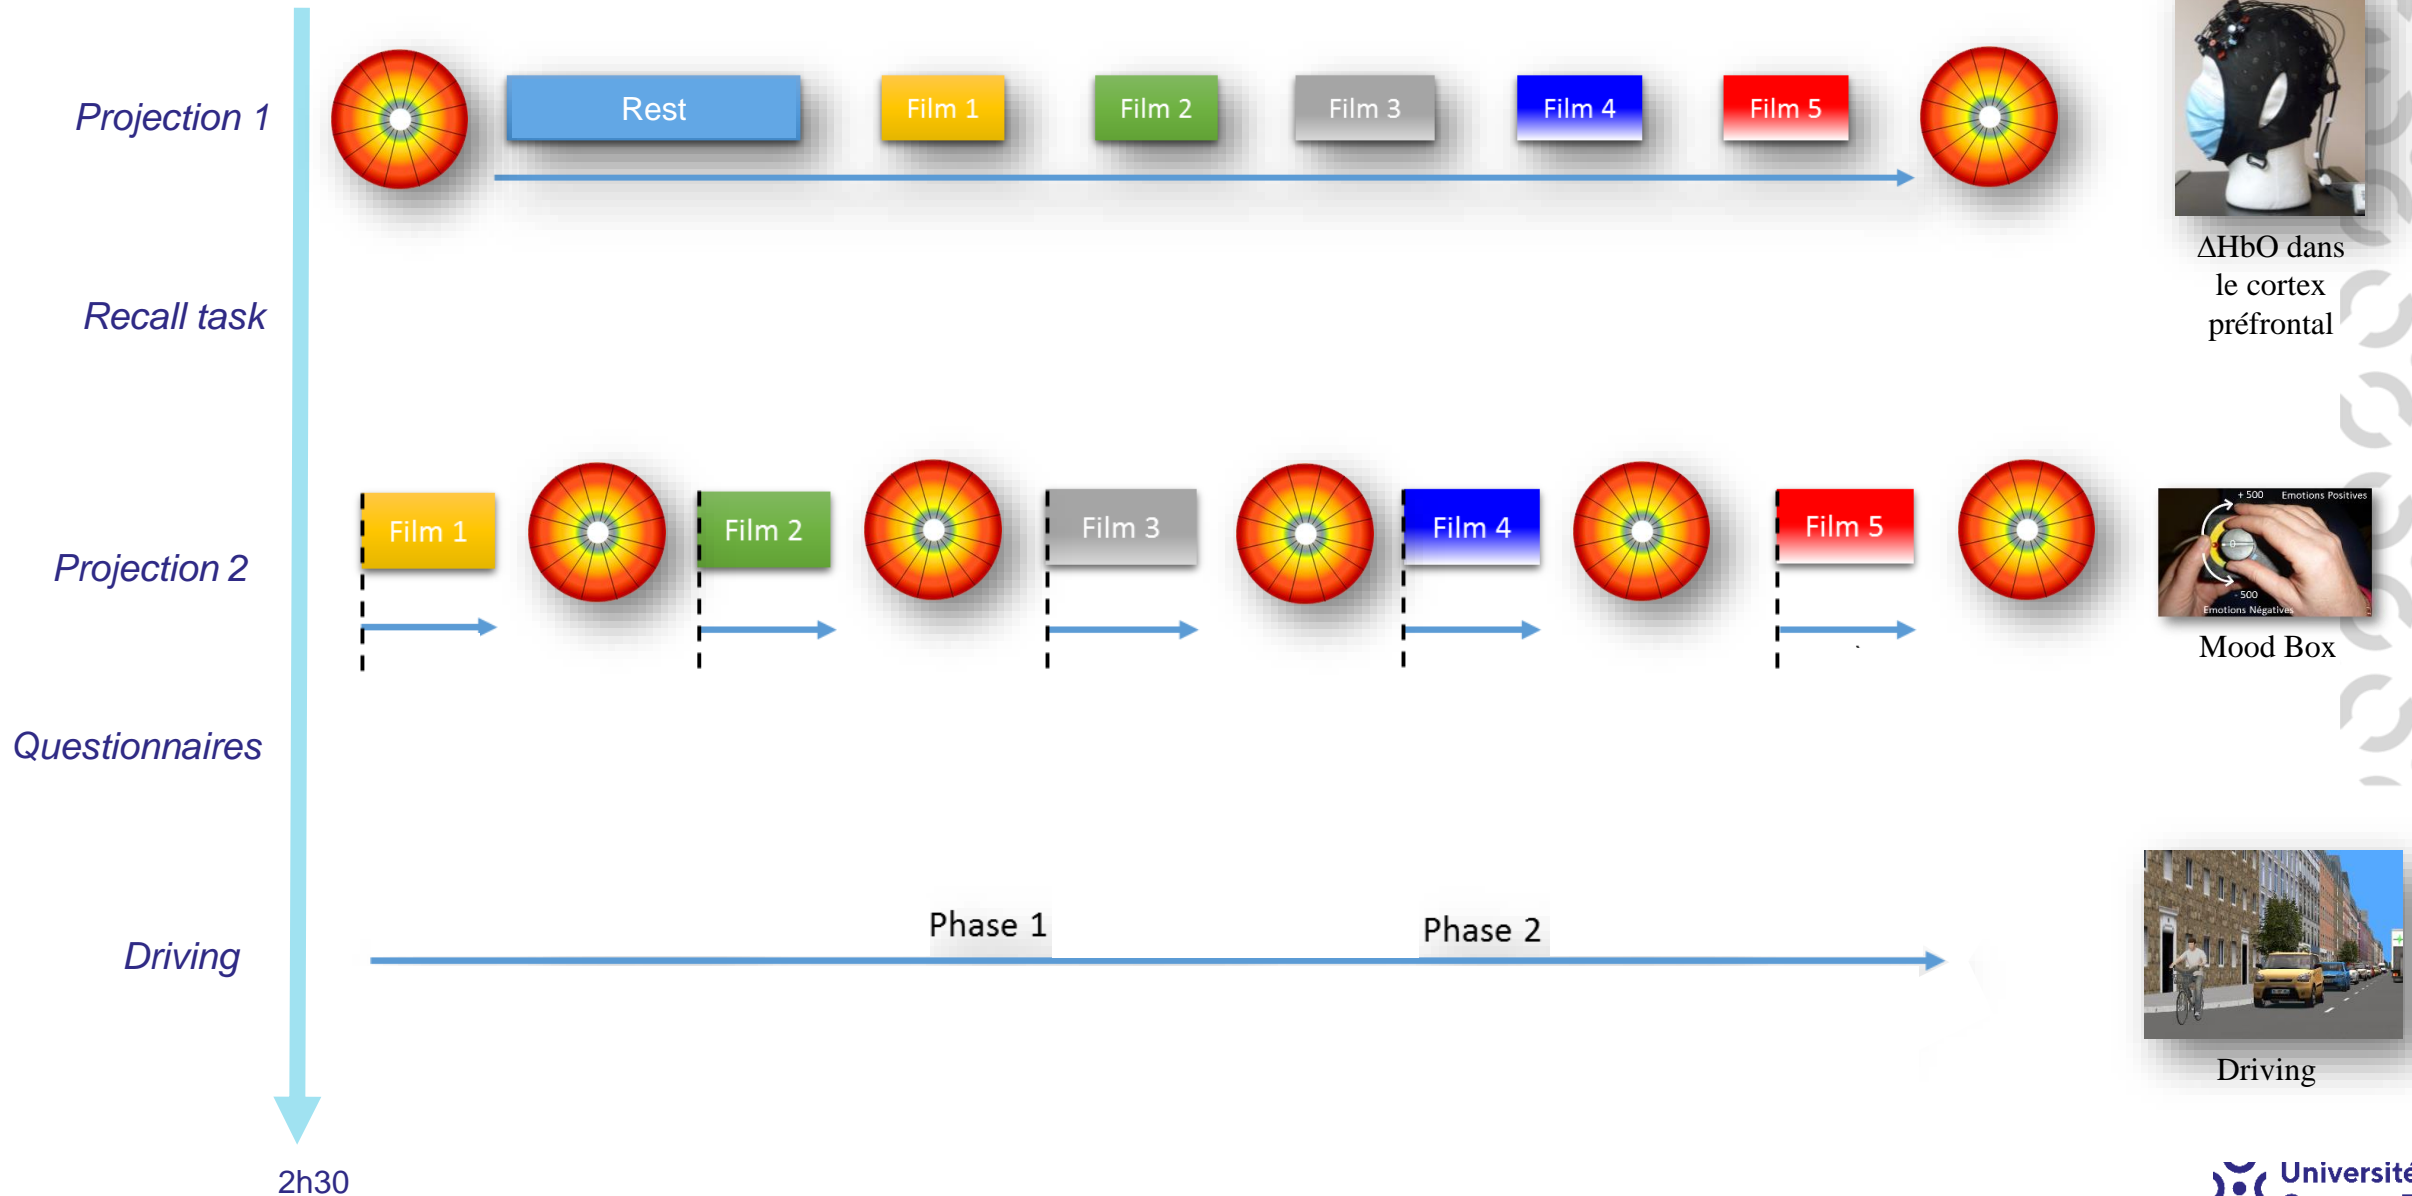 Projection 1
Rest
Film 1
Film 2
Film 3
Film 4
Film 5
ΔHbO dans
le cortex
préfrontal
Recall task
Projection 2
Film 1
Film 2
Film 3
Film 4
Film 5
+ 500 Emotions Positives
0
- 500
Emotions Négatives
Mood Box
Questionnaires
Driving
Phase 1
Phase 2
Driving
2h30
Université